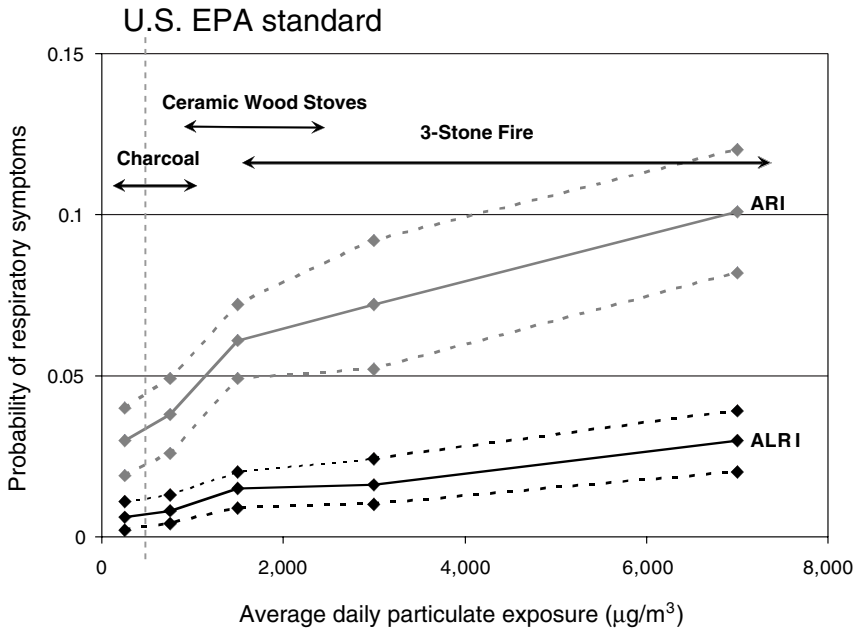 U.S. EPA standard
0.15
Ceramic Wood Stoves
3-Stone Fire
Charcoal
0.1
ARI
0.05
ALR I
0
0
2,000
4,000
6,000
8,000
Probability of respiratory symptoms
Average daily particulate exposure (μg/m³)